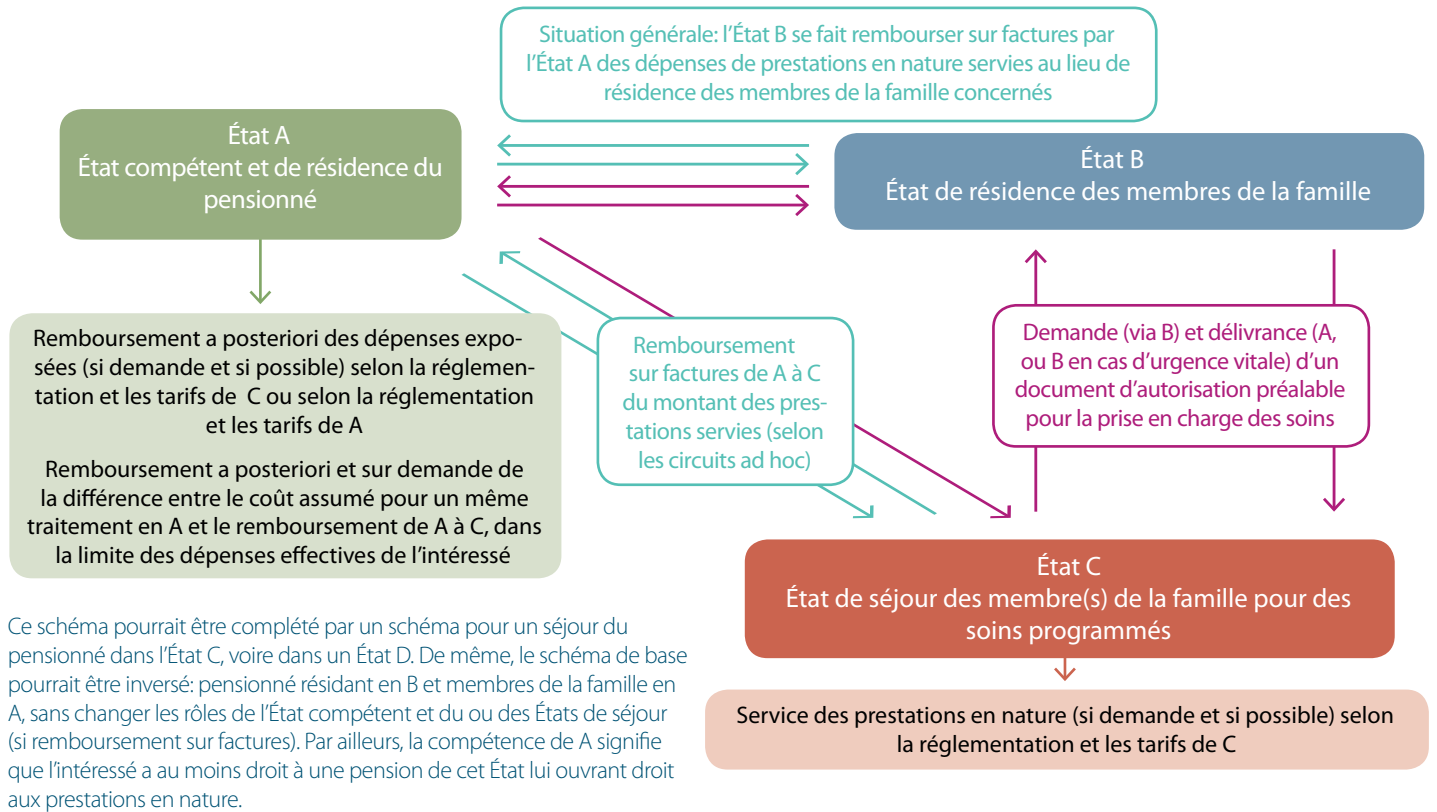 Situation générale: l'État B se fait rembourser sur factures par
l'État A des dépenses de prestations en nature servies au lieu de
résidence des membres de la famille concernés
État A
État compétent et de résidence du
pensionné
État B
État de résidence des membres de la famille
Remboursement a posteriori des dépenses expo-
sées (si demande et si possible) selon la réglemen-
tation et les tarifs de C ou selon la réglementation
et les tarifs de A
Remboursement a posteriori et sur demande de
la différence entre le coût assumé pour un même
traitement en A et le remboursement de A à C, dans
la limite des dépenses effectives de l'intéressé
Remboursement
sur factures de A à C
du montant des pres-
tations servies (selon
les circuits ad hoc)
Demande (via B) et délivrance (A,
ou B en cas d'urgence vitale) d'un
document d'autorisation préalable
pour la prise en charge des soins
État C
État de séjour des membre(s) de la famille pour des
soins programmés
Service des prestations en nature (si demande et si possible) selon
la réglementation et les tarifs de C
Ce schéma pourrait être complété par un schéma pour un séjour du
pensionné dans l'État C, voire dans un État D. De même, le schéma de base
pourrait être inversé: pensionné résidant en B et membres de la famille en
A, sans changer les rôles de l'État compétent et du ou des États de séjour
(si remboursement sur factures). Par ailleurs, la compétence de A signifie
que l'intéressé a au moins droit à une pension de cet État lui ouvrant droit
aux prestations en nature.